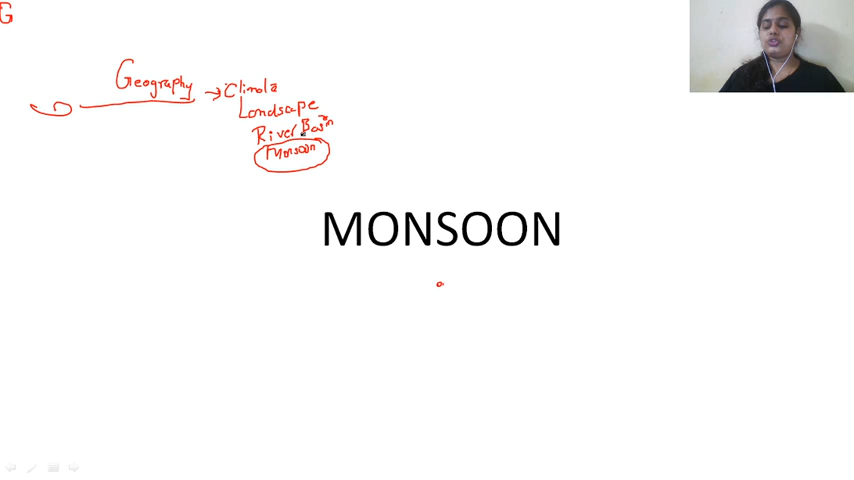 G
Geography → Climate
Landscape
River Basin
Monsoon
MONSOON